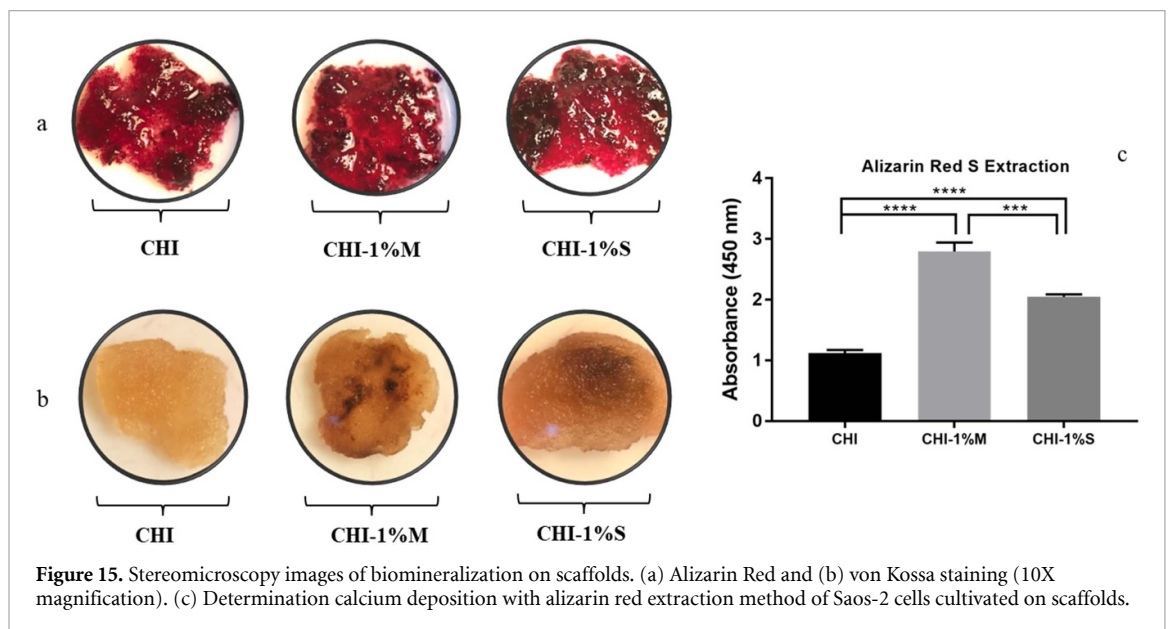 a
CHI
CHI-1%M
CHI-1%S
b
CHI
CHI-1%M
CHI-1%S
c
Alizarin Red S Extraction
Absorbance (450 nm)
4
3
2
1
0
****
****
***
CHI
CHI-1%M
CHI-1%S
Figure 15. Stereomicroscopy images of biomineralization on scaffolds. (a) Alizarin Red and (b) von Kossa staining (10X
magnification). (c) Determination calcium deposition with alizarin red extraction method of Saos-2 cells cultivated on scaffolds.